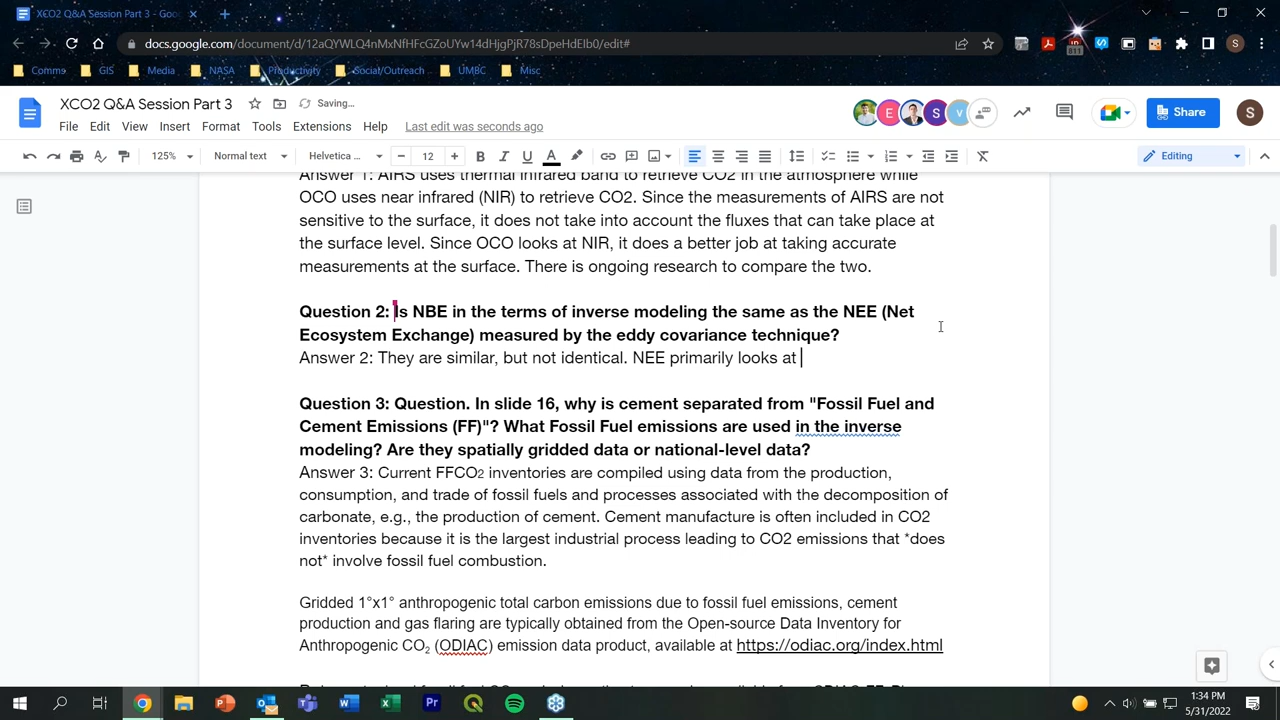 XCO2 Q&A Session Part 3 - Goo
docs.google.com/document/d/12aQYWLQ4nMxNfHFcGZoUYw14dHjgPjR78sDpeHdEIb0/edit#
S
Comms GIS Media NASA Productivity Social/Outreach UMBC Misc
XCO2 Q&A Session Part 3 Saving...
E S v Share S
File Edit View Insert Format Tools Extensions Help Last edit was seconds ago
125% Normal text Helvetica ... 12 B I U A Editing
Answer 1: AIRS uses thermal infrared band to retrieve CO2 in the atmosphere while
OCO uses near infrared (NIR) to retrieve CO2. Since the measurements of AIRS are not
sensitive to the surface, it does not take into account the fluxes that can take place at
the surface level. Since OCO looks at NIR, it does a better job at taking accurate
measurements at the surface. There is ongoing research to compare the two.
Question 2: Is NBE in the terms of inverse modeling the same as the NEE (Net
Ecosystem Exchange) measured by the eddy covariance technique?
Answer 2: They are similar, but not identical. NEE primarily looks at
Question 3: Question. In slide 16, why is cement separated from "Fossil Fuel and
Cement Emissions (FF)"? What Fossil Fuel emissions are used in the inverse
modeling? Are they spatially gridded data or national-level data?
Answer 3: Current FFCO2 inventories are compiled using data from the production,
consumption, and trade of fossil fuels and processes associated with the decomposition of
carbonate, e.g., the production of cement. Cement manufacture is often included in CO2
inventories because it is the largest industrial process leading to CO2 emissions that *does
not* involve fossil fuel combustion.
Gridded 1°x1° anthropogenic total carbon emissions due to fossil fuel emissions, cement
production and gas flaring are typically obtained from the Open-source Data Inventory for
Anthropogenic CO₂ (ODIAC) emission data product, available at https://odiac.org/index.html
1:34 PM
5/31/2022